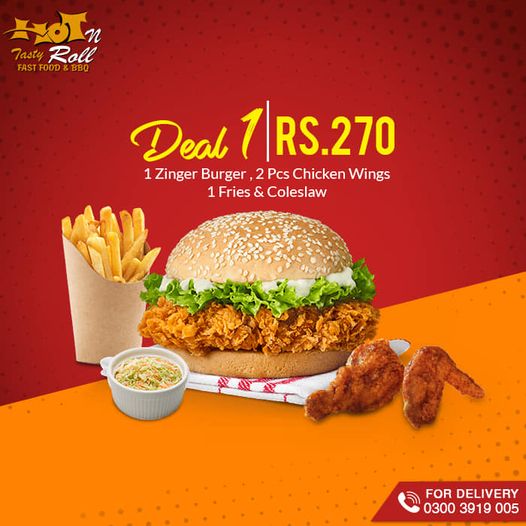 HOT N
Tasty Roll
FAST FOOD & BBQ
Deal 1 | RS.270
1 Zinger Burger , 2 Pcs Chicken Wings
1 Fries & Coleslaw
FOR DELIVERY
0300 3919 005